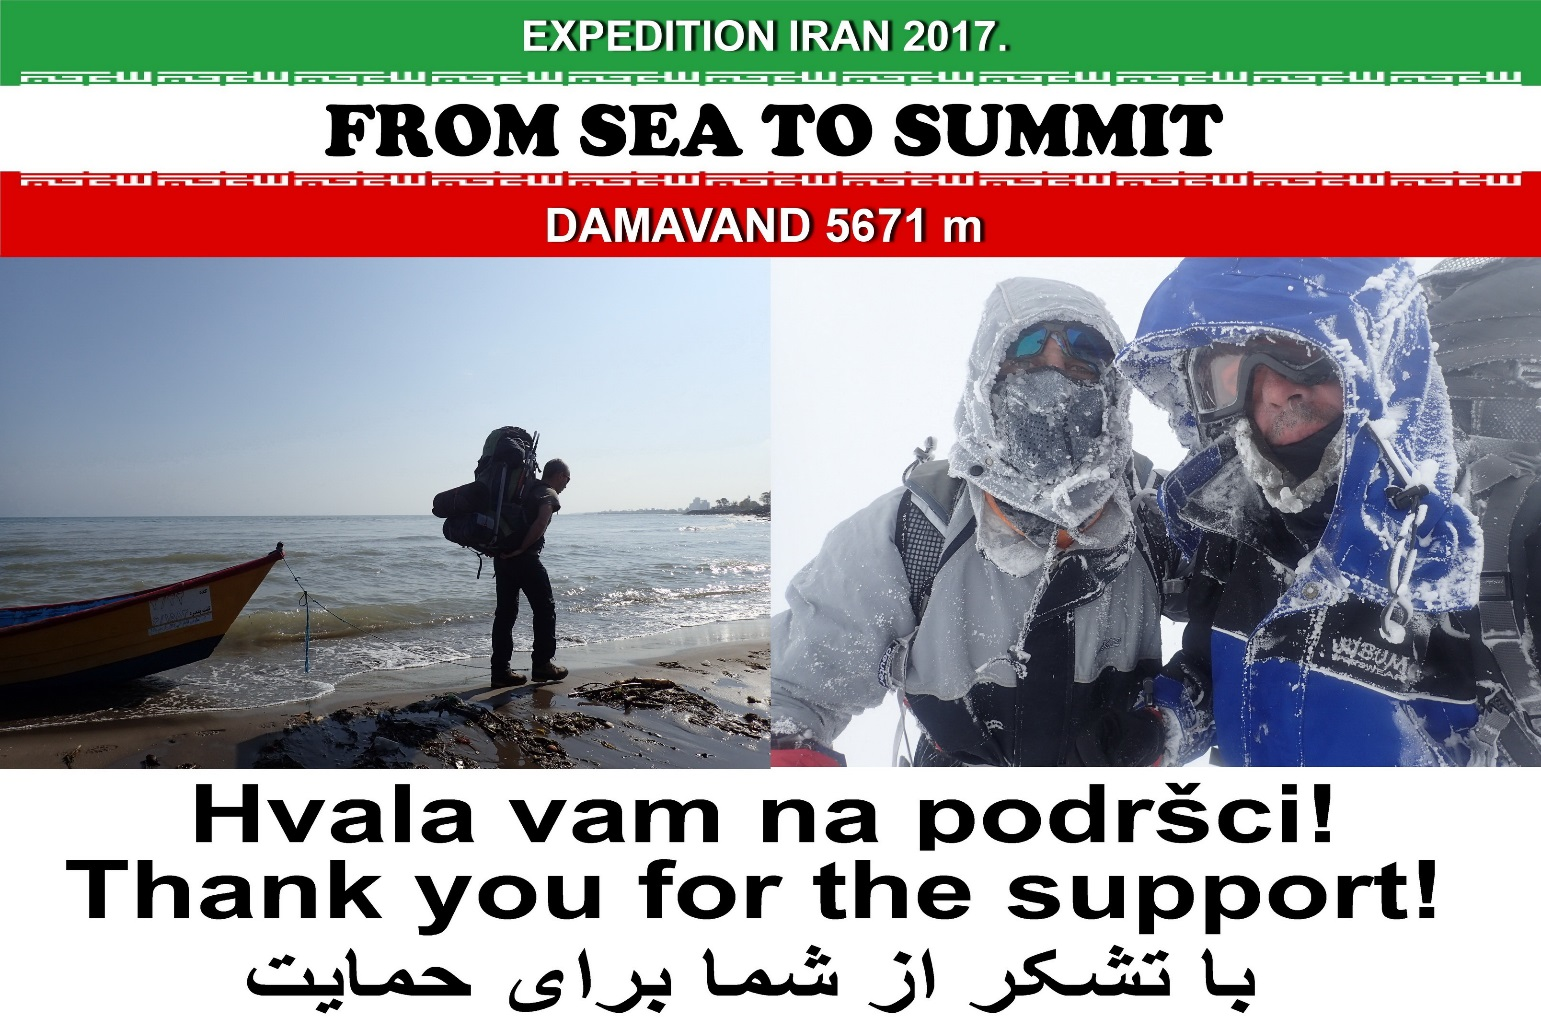 EXPEDITION IRAN 2017.
FROM SEA TO SUMMIT
DAMAVAND 5671 m
Hvala vam na podršci!
Thank you for the support!
با تشکر از شما برای حمایت